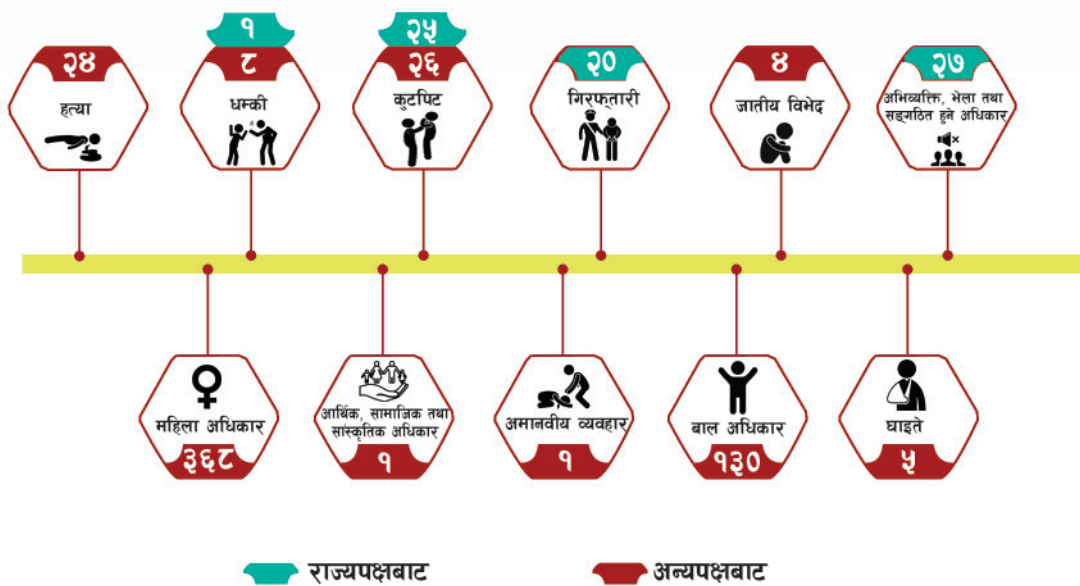 २४
हत्या
१
८
धम्की
२५
२६
कुटपिट
२०
गिरफ्तारी
४
जातीय विभेद
२७
अभिव्यक्ति, भेला तथा
सङ्गठित हुने अधिकार
महिला अधिकार
३६८
आर्थिक, सामाजिक तथा
सांस्कृतिक अधिकार
१
अमानवीय व्यवहार
१
बाल अधिकार
१३०
घाइते
५
राज्यपक्षबाट
अन्यपक्षबाट